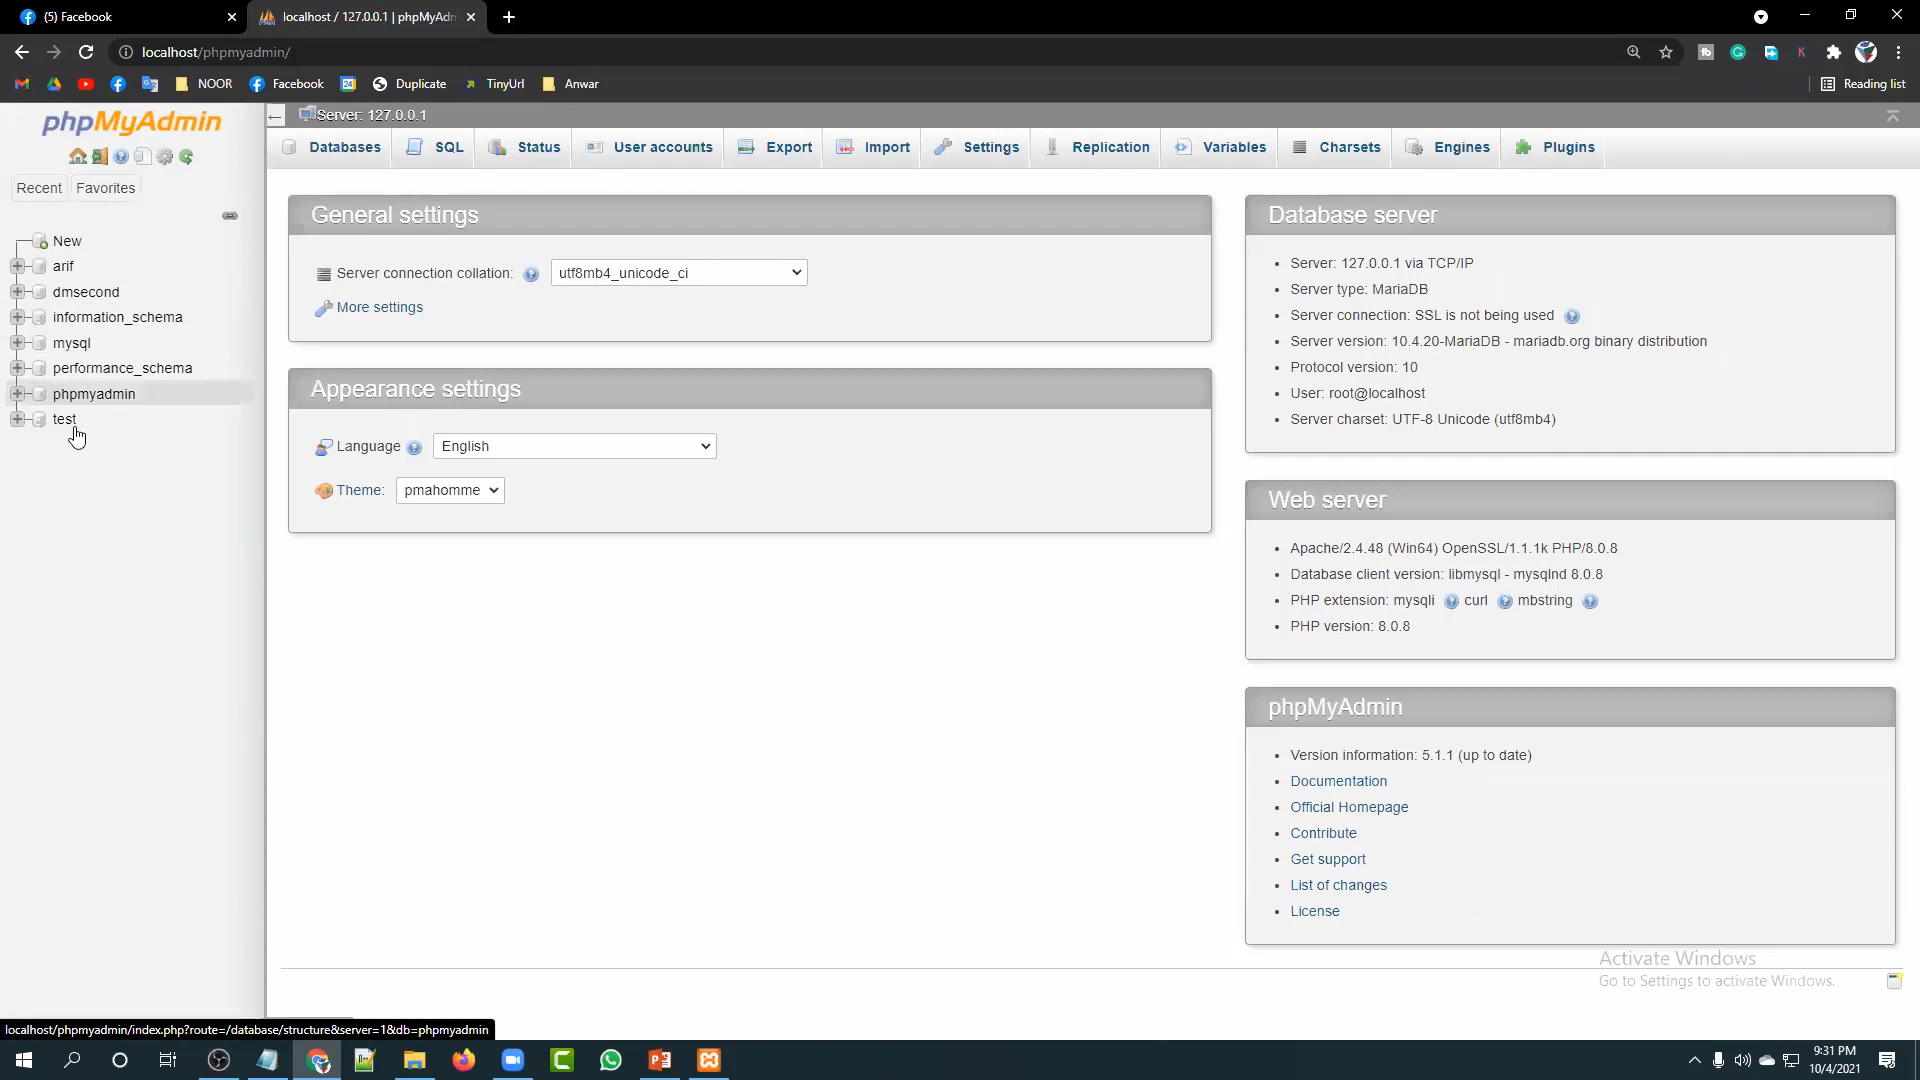 (5) Facebook
localhost / 127.0.0.1 | phpMyAdm
localhost/phpmyadmin/
NOOR
Facebook
24
Duplicate
TinyUrl
Anwar
Reading list
phpMyAdmin
Recent
Favorites
New
arif
dmsecond
information_schema
mysql
performance_schema
phpmyadmin
test
Server: 127.0.0.1
Databases
SQL
Status
User accounts
Export
Import
Settings
Replication
Variables
Charsets
Engines
Plugins
General settings
Server connection collation:
utf8mb4_unicode_ci
More settings
Appearance settings
Language
English
Theme:
pmahomme
Database server
Server: 127.0.0.1 via TCP/IP
Server type: MariaDB
Server connection: SSL is not being used
Server version: 10.4.20-MariaDB - mariadb.org binary distribution
Protocol version: 10
User: root@localhost
Server charset: UTF-8 Unicode (utf8mb4)
Web server
Apache/2.4.48 (Win64) OpenSSL/1.1.1k PHP/8.0.8
Database client version: libmysql - mysqlnd 8.0.8
PHP extension: mysqli curl mbstring
PHP version: 8.0.8
phpMyAdmin
Version information: 5.1.1 (up to date)
Documentation
Official Homepage
Contribute
Get support
List of changes
License
Activate Windows
Go to Settings to activate Windows.
localhost/phpmyadmin/index.php?route=/database/structure&server=1&db=phpmyadmin
9:31 PM
10/4/2021